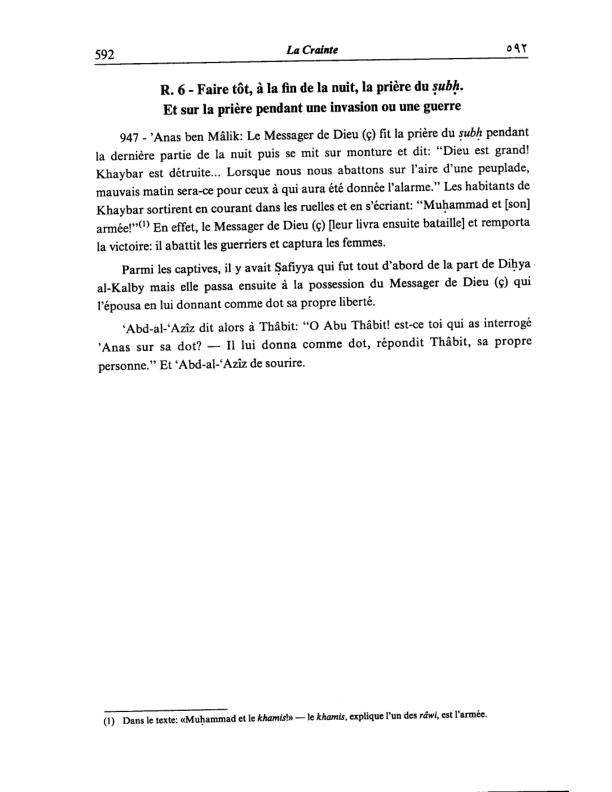 592 La Crainte ٥٩٢
R. 6 - Faire tôt, à la fin de la nuit, la prière du ṣubḥ.
Et sur la prière pendant une invasion ou une guerre
947 - ’Anas ben Mâlik: Le Messager de Dieu (ç) fit la prière du ṣubḥ pendant
la dernière partie de la nuit puis se mit sur monture et dit: “Dieu est grand!
Khaybar est détruite... Lorsque nous nous abattons sur l’aire d’une peuplade,
mauvais matin sera-ce pour ceux à qui aura été donnée l’alarme.” Les habitants de
Khaybar sortirent en courant dans les ruelles et en s’écriant: “Muḥammad et [son]
armée!”(1) En effet, le Messager de Dieu (ç) [leur livra ensuite bataille] et remporta
la victoire: il abattit les guerriers et captura les femmes.
Parmi les captives, il y avait Ṣafiyya qui fut tout d’abord de la part de Diḥya
al-Kalby mais elle passa ensuite à la possession du Messager de Dieu (ç) qui
l’épousa en lui donnant comme dot sa propre liberté.
‘Abd-al-‘Azîz dit alors à Thâbit: “O Abu Thâbit! est-ce toi qui as interrogé
’Anas sur sa dot? — Il lui donna comme dot, répondit Thâbit, sa propre
personne.” Et ‘Abd-al-‘Azîz de sourire.
(1) Dans le texte: «Muḥammad et le khamis!» — le khamis, explique l’un des râwi, est l’armée.